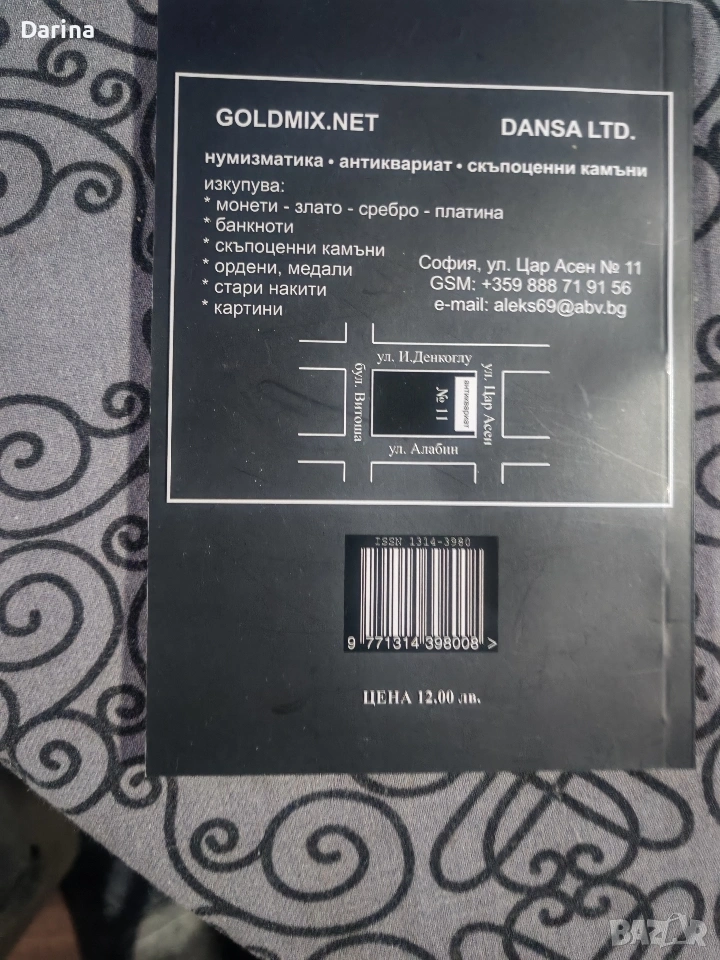 Darina
GOLDMIX.NET
DANSA LTD.
нумизматика • антиквариат • скъпоценни камъни
изкупува:
* монети - злато - сребро - платина
* банкноти
* скъпоценни камъни
* ордени, медали
* стари накити
* картини
София, ул. Цар Асен № 11
GSM: +359 888 71 91 56
e-mail: aleks69@abv.bg
ул. И.Денкоглу
бул. Витоша
№ 11
антиквариат
ул. Цар Асен
ул. Алабин
ISSN 1314-3980
9 771314 398008 >
ЦЕНА 12.00 лв.
BAZAR